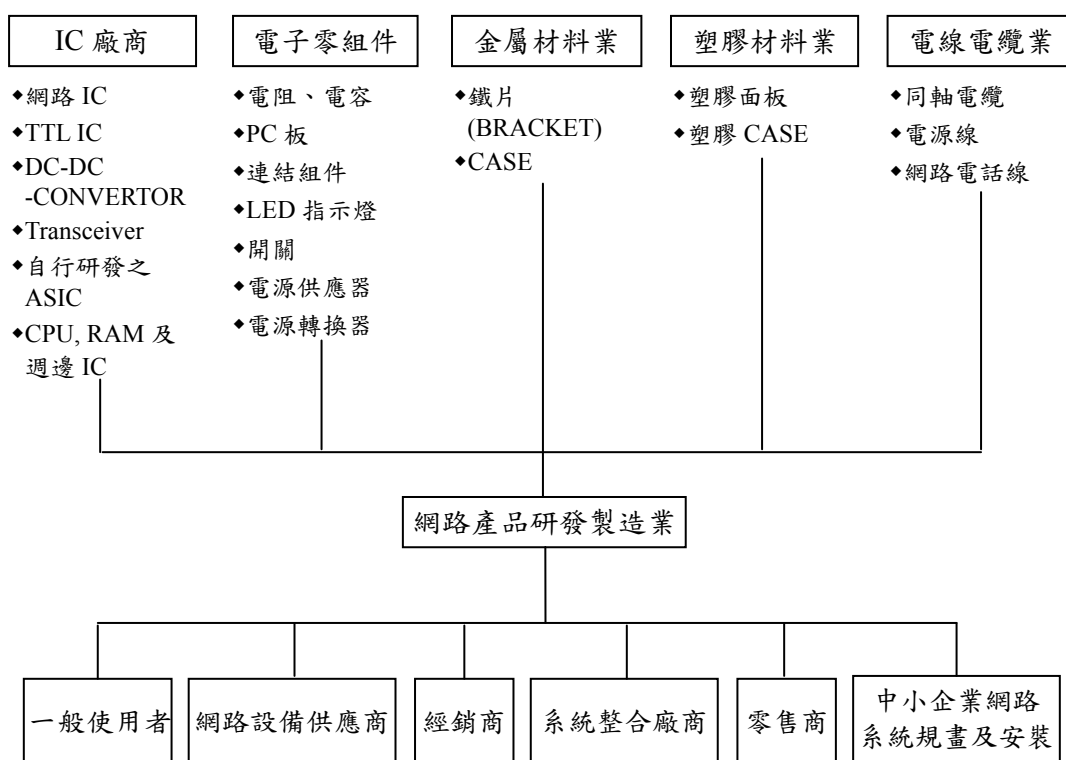 IC 廠商
◆網路 IC
◆TTL IC
◆DC-DC
-CONVERTOR
◆Transceiver
◆自行研發之
ASIC
◆CPU, RAM 及
週邊 IC
電子零組件
◆電阻、電容
◆PC 板
◆連結組件
◆LED 指示燈
◆開關
◆電源供應器
◆電源轉換器
金屬材料業
◆鐵片
(BRACKET)
◆CASE
塑膠材料業
◆塑膠面板
◆塑膠 CASE
電線電纜業
◆同軸電纜
◆電源線
◆網路電話線
網路產品研發製造業
一般使用者
網路設備供應商
經銷商
系統整合廠商
零售商
中小企業網路
系統規畫及安裝